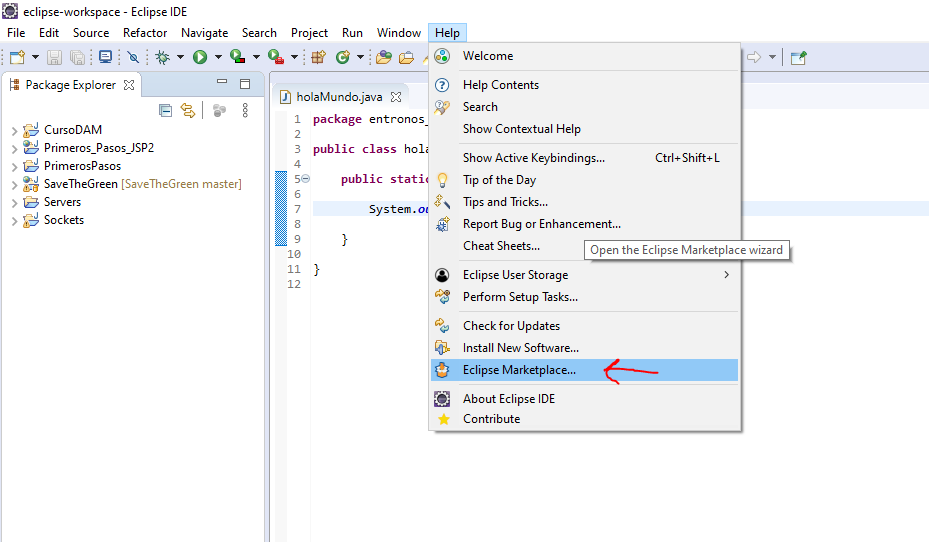 eclipse-workspace - Eclipse IDE
File Edit Source Refactor Navigate Search Project Run Window Help
Package Explorer
CursoDAM
Primeros_Pasos_JSP2
PrimerosPasos
SaveTheGreen [SaveTheGreen master]
Servers
Sockets
holaMundo.java
1 package entronos_
2
3 public class hola
4
5 public static
6
7 System.ou
8
9 }
10
11 }
12
Welcome
Help Contents
Search
Show Contextual Help
Show Active Keybindings... Ctrl+Shift+L
Tip of the Day
Tips and Tricks...
Report Bug or Enhancement...
Cheat Sheets...
Open the Eclipse Marketplace wizard
Eclipse User Storage
Perform Setup Tasks...
Check for Updates
Install New Software...
Eclipse Marketplace...
About Eclipse IDE
Contribute